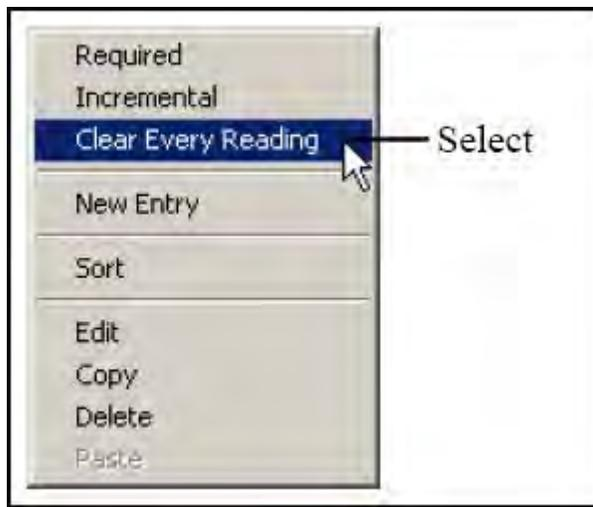 Required
Incremental
Clear Every Reading Select
New Entry
Sort
Edit
Copy
Delete
Paste